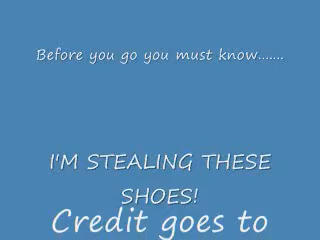 Before you go you must know.......
I'M STEALING THESE
SHOES!
Credit goes to